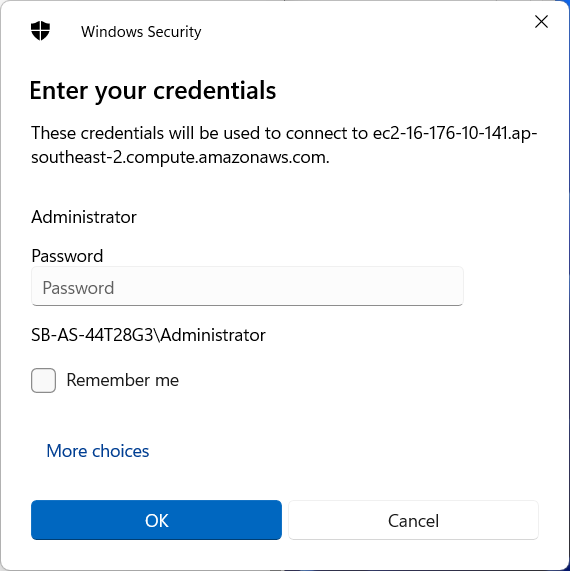 Windows Security
Enter your credentials
These credentials will be used to connect to ec2-16-176-10-141.ap-
southeast-2.compute.amazonaws.com.
Administrator
Password
Password
SB-AS-44T28G3\Administrator
Remember me
More choices
OK
Cancel